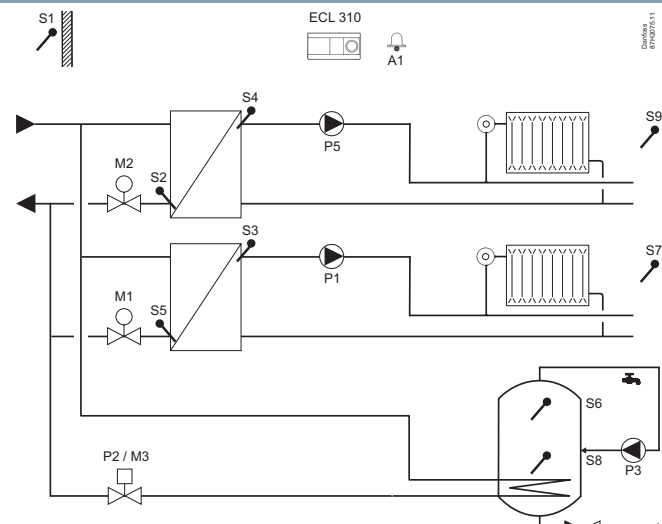 S1
ECL 310
A1
Danfoss
87H2075.11
S4
P5
S9
M2
S2
S3
P1
S7
M1
S5
S6
P2 / M3
S8
P3